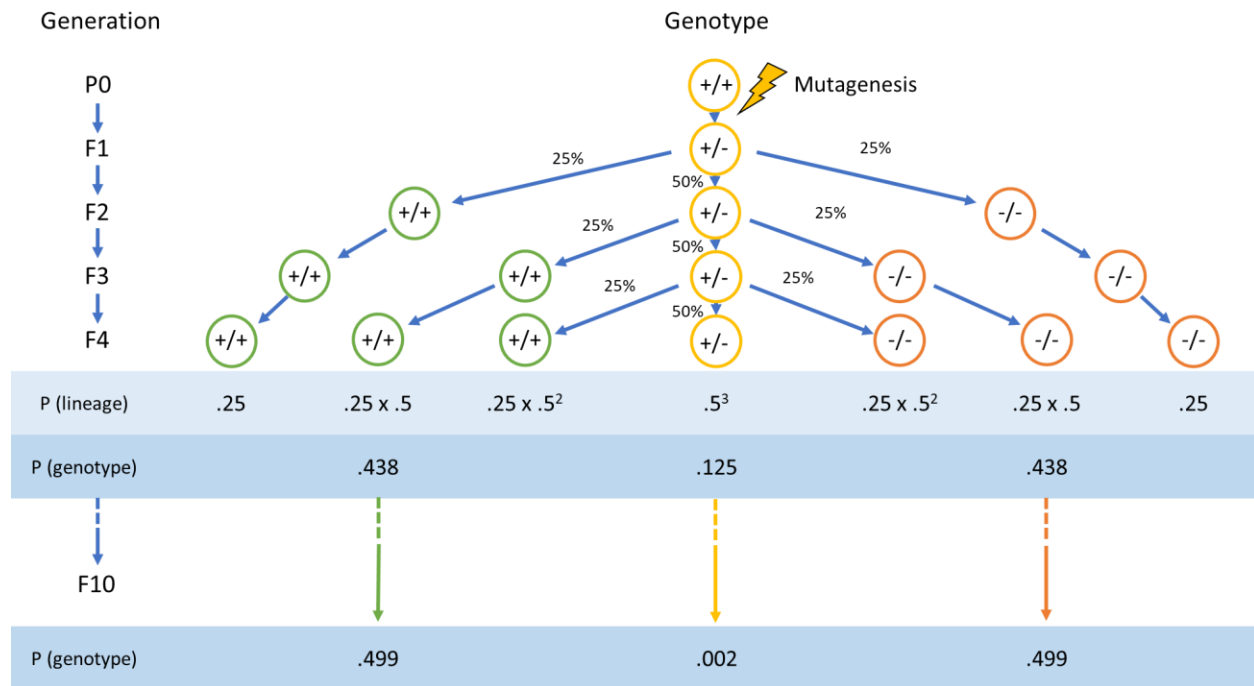 Generation Genotype
P0 +/+ Mutagenesis
F1 +/-
25% 25%
50%
F2 +/+ +/- -/-
25% 25%
50%
F3 +/+ +/+ +/- -/- -/-
25% 25%
50%
F4 +/+ +/+ +/+ +/- -/- -/- -/-
P (lineage) .25 .25 x .5 .25 x .5² .5³ .25 x .5² .25 x .5 .25
P (genotype) .438 .125 .438
F10
P (genotype) .499 .002 .499